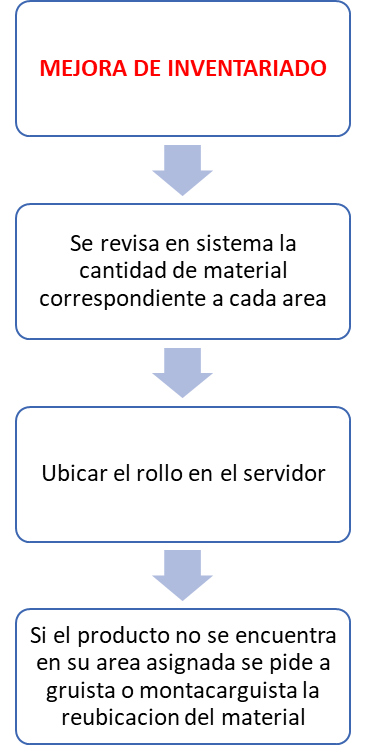 MEJORA DE INVENTARIADO
Se revisa en sistema la
cantidad de material
correspondiente a cada area
Ubicar el rollo en el servidor
Si el producto no se encuentra
en su area asignada se pide a
gruista o montacarguista la
reubicacion del material